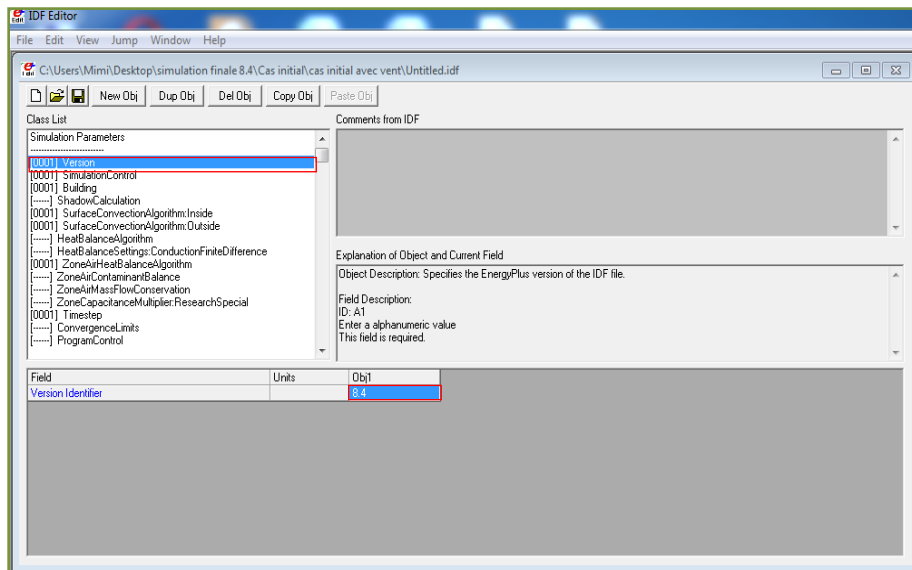 IDF Editor
File Edit View Jump Window Help
C:\Users\Mimi\Desktop\simulation finale 8.4\Cas initial\cas initial avec vent\Untitled.idf
New Obj Dup Obj Del Obj Copy Obj Paste Obj
Class List
Simulation Parameters
----------------------------
[0001] Version
[0001] SimulationControl
[0001] Building
[------] ShadowCalculation
[0001] SurfaceConvectionAlgorithm:Inside
[0001] SurfaceConvectionAlgorithm:Outside
[------] HeatBalanceAlgorithm
[------] HeatBalanceSettings:ConductionFiniteDifference
[0001] ZoneAirHeatBalanceAlgorithm
[------] ZoneAirContaminantBalance
[------] ZoneAirMassFlowConservation
[------] ZoneCapacitanceMultiplier:ResearchSpecial
[0001] Timestep
[------] ConvergenceLimits
[------] ProgramControl
Comments from IDF
Explanation of Object and Current Field
Object Description: Specifies the EnergyPlus version of the IDF file.
Field Description:
ID: A1
Enter a alphanumeric value
This field is required.
Field Units Obj1
Version Identifier 8.4